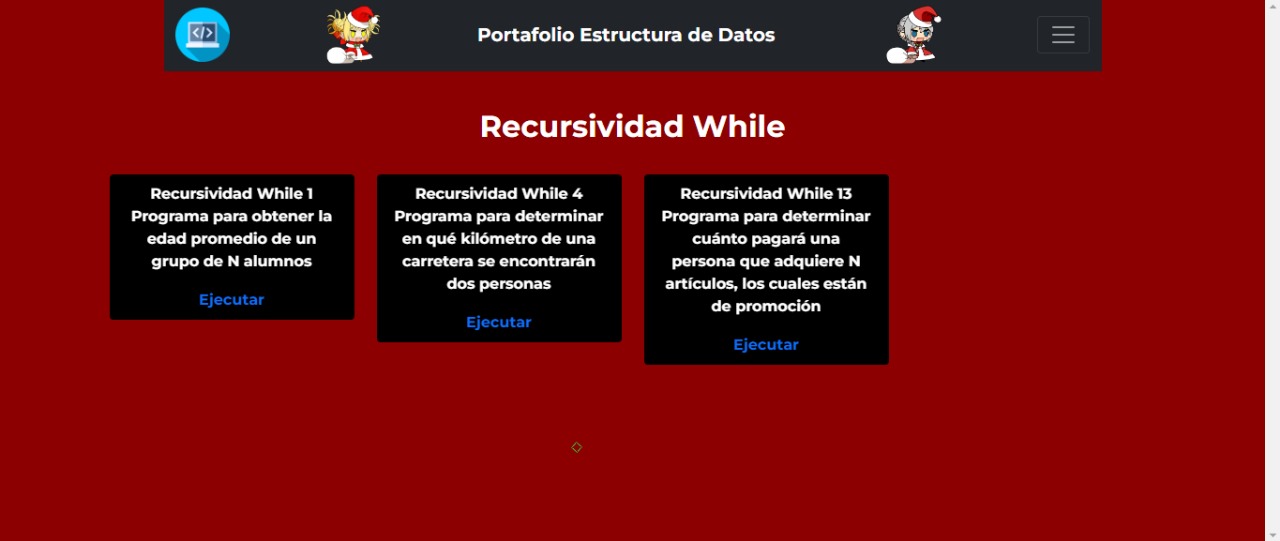 </>
Portafolio Estructura de Datos
Recursividad While
Recursividad While 1
Programa para obtener la
edad promedio de un
grupo de N alumnos
Ejecutar
Recursividad While 4
Programa para determinar
en qué kilómetro de una
carretera se encontrarán
dos personas
Ejecutar
Recursividad While 13
Programa para determinar
cuánto pagará una
persona que adquiere N
artículos, los cuales están
de promoción
Ejecutar